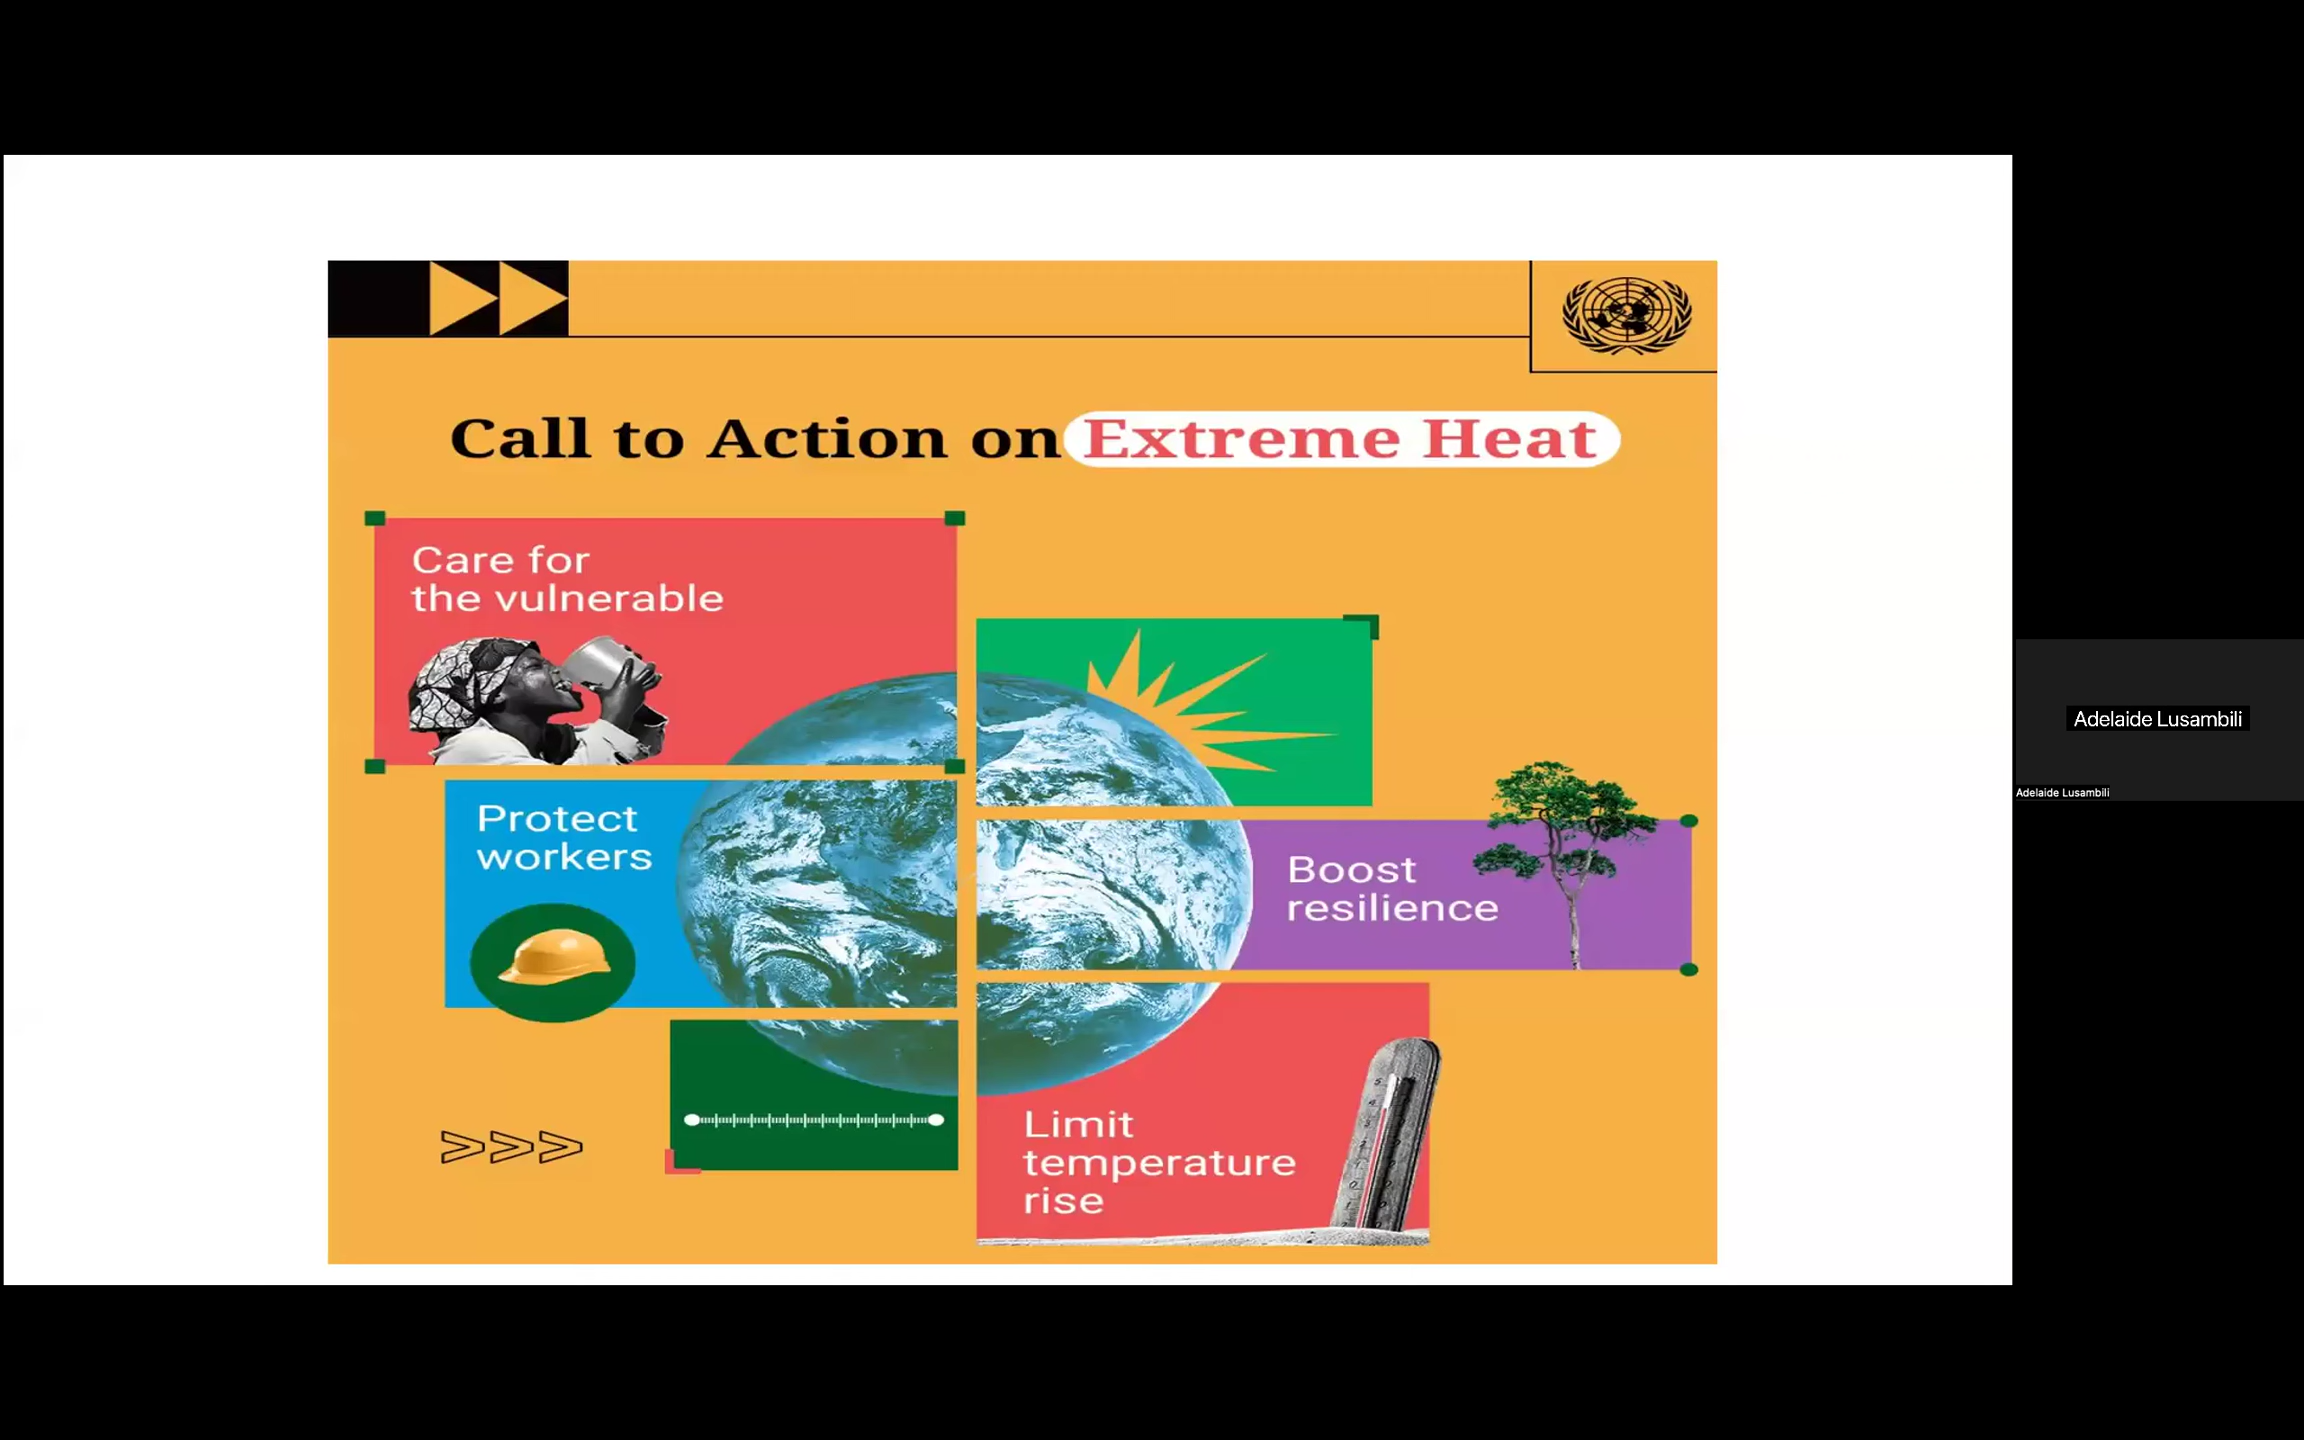 Call to Action on Extreme Heat
Care for
the vulnerable
Protect
workers
Boost
resilience
Limit
temperature
rise
Adelaide Lusambili
Adelaide Lusambili